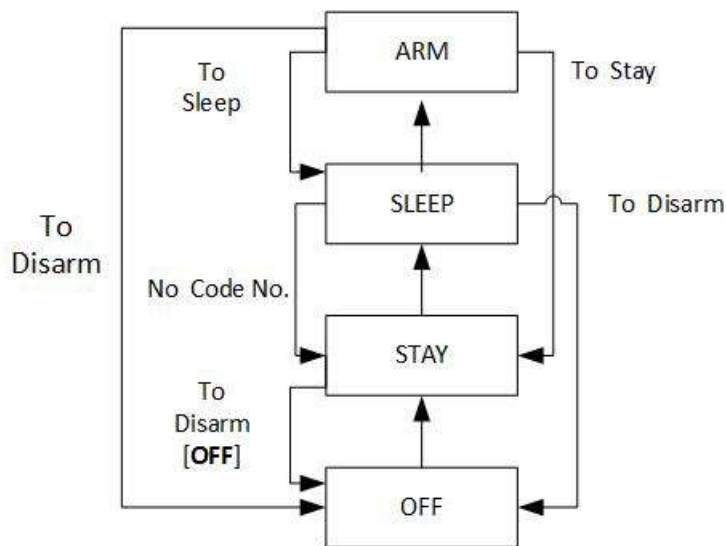 ARM
To
Sleep
To Stay
SLEEP
To Disarm
To
Disarm
No Code No.
STAY
To
Disarm
[OFF]
OFF